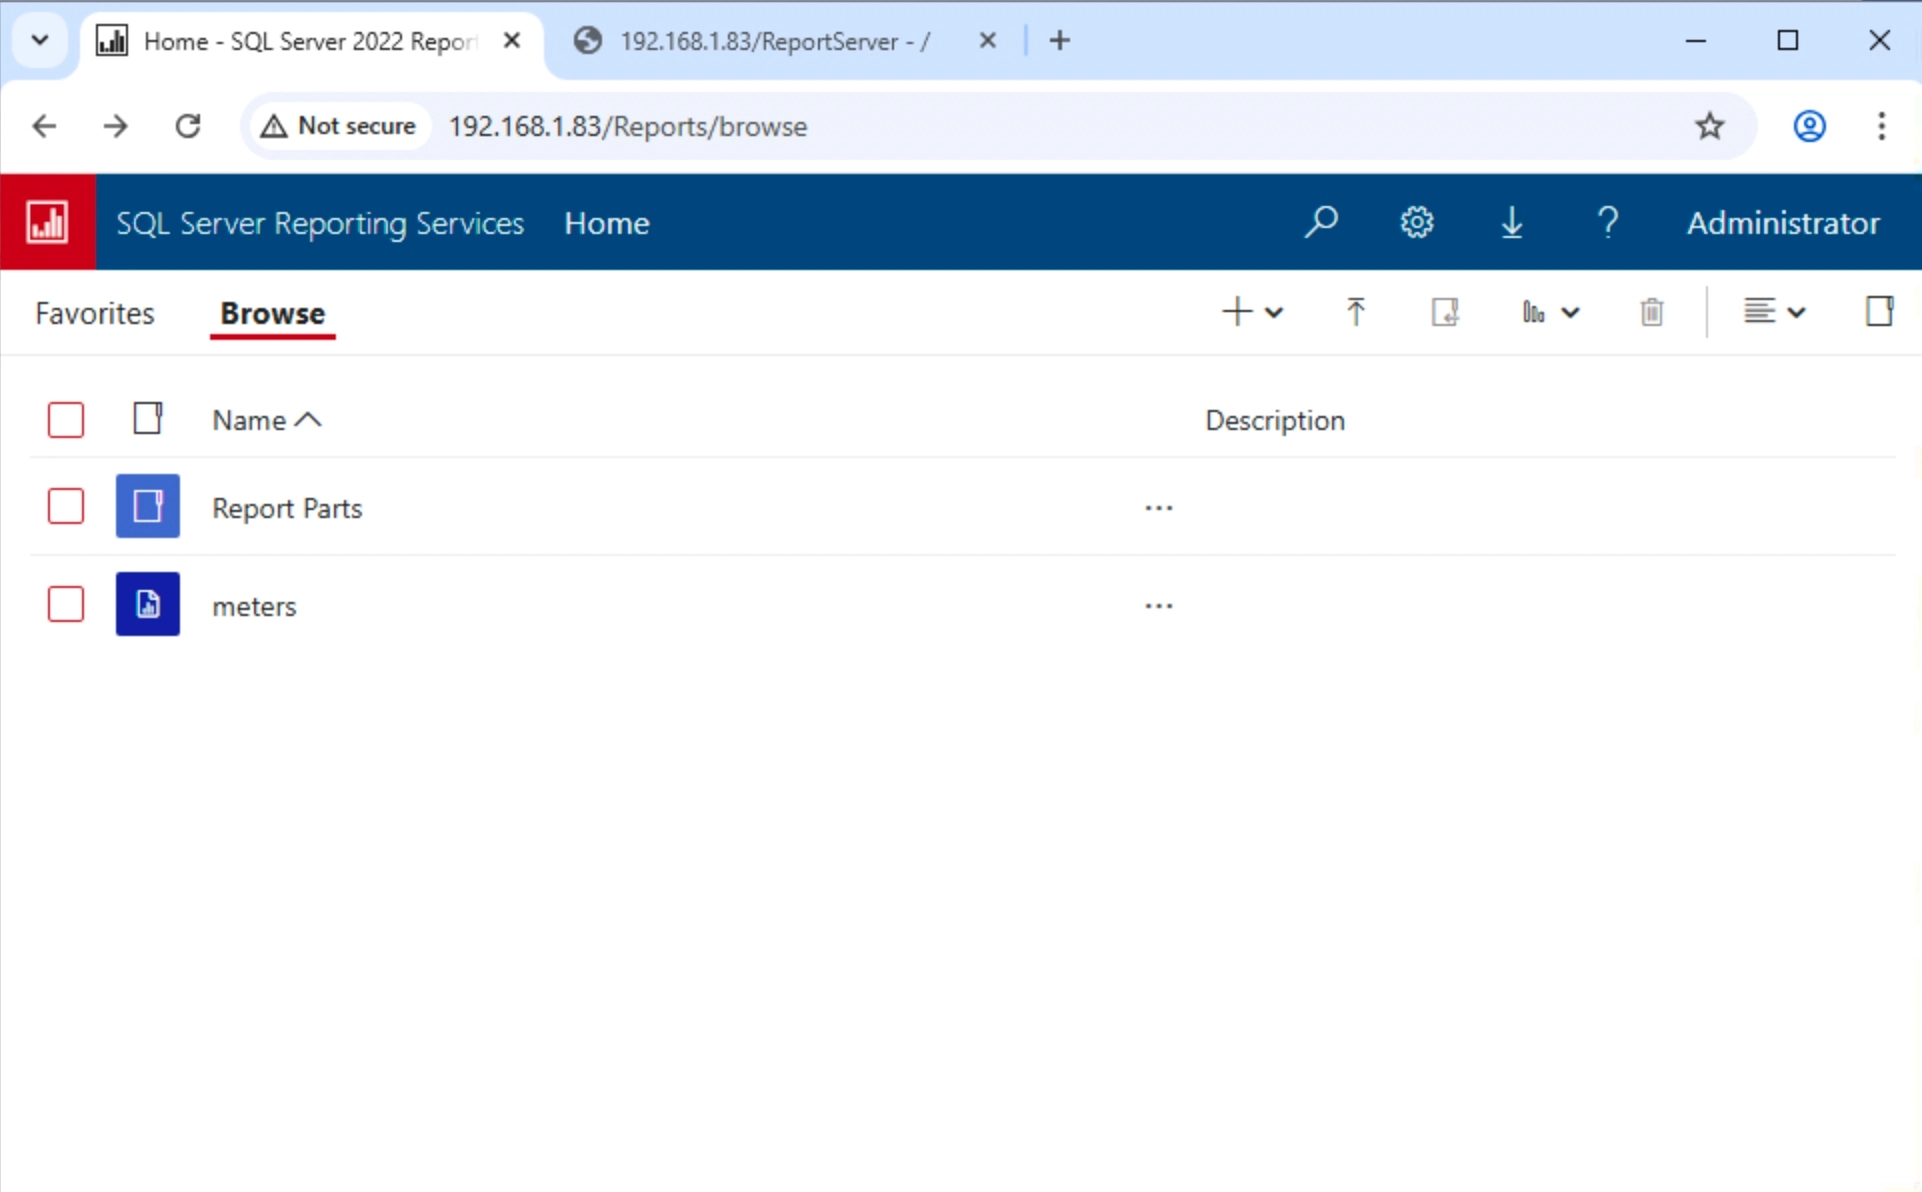 Home - SQL Server 2022 Repor
192.168.1.83/ReportServer - /
Not secure
192.168.1.83/Reports/browse
SQL Server Reporting Services
Home
Administrator
Favorites
Browse
Name
Description
Report Parts
...
meters
...